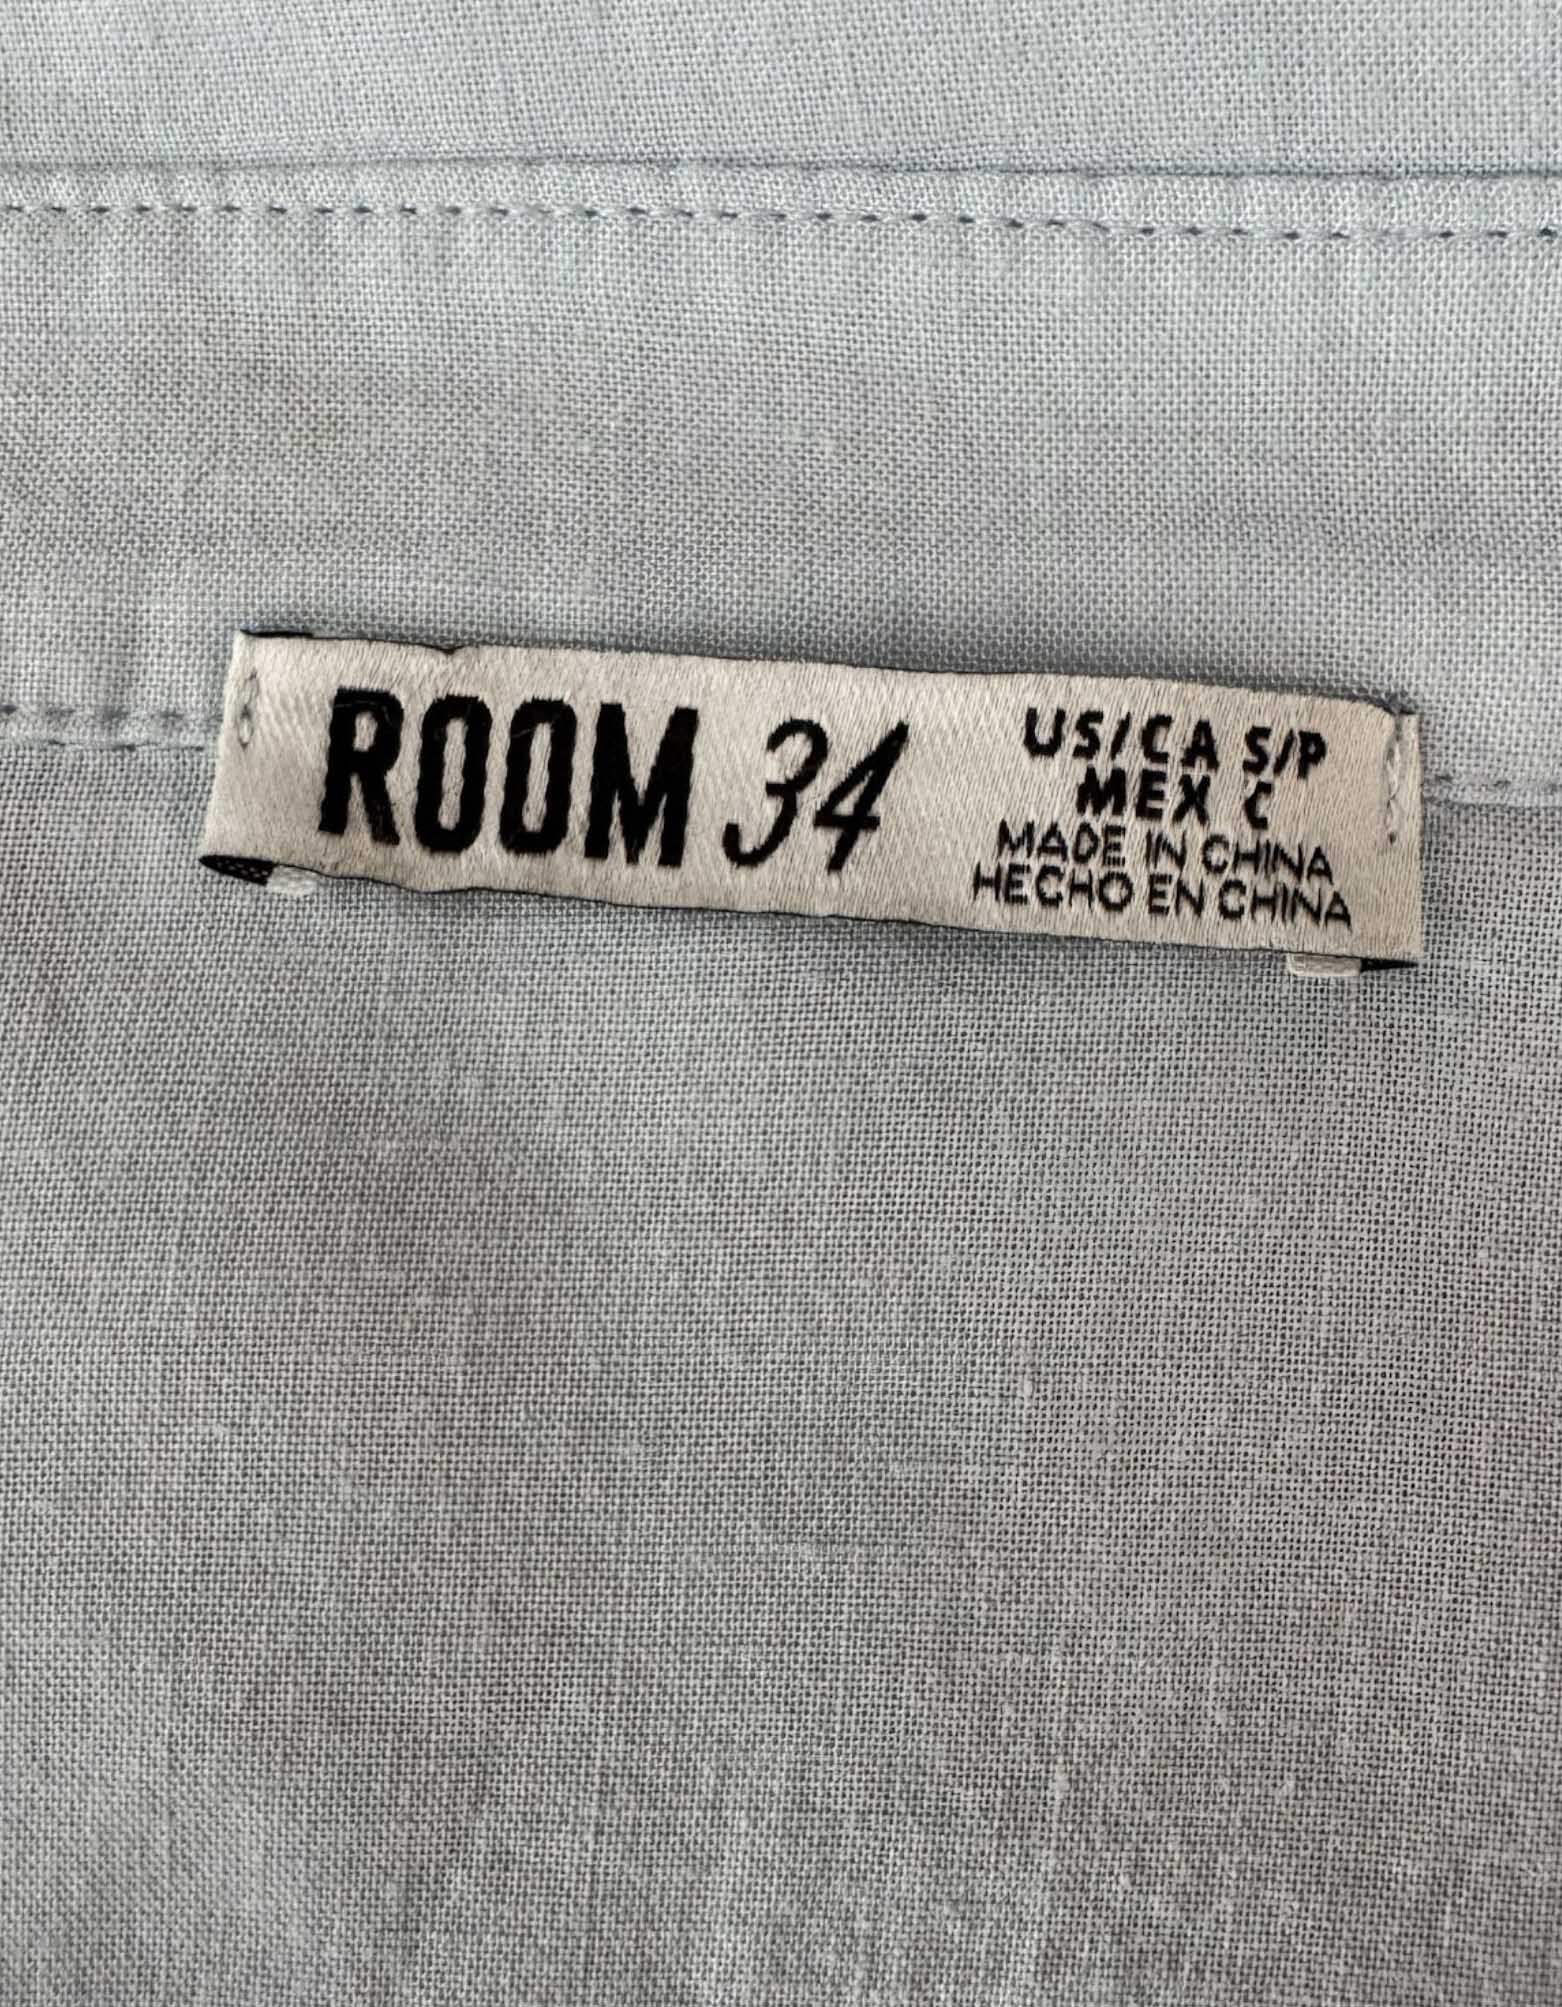 ROOM 34
US/CA S/P
MEX C
MADE IN CHINA
HECHO EN CHINA